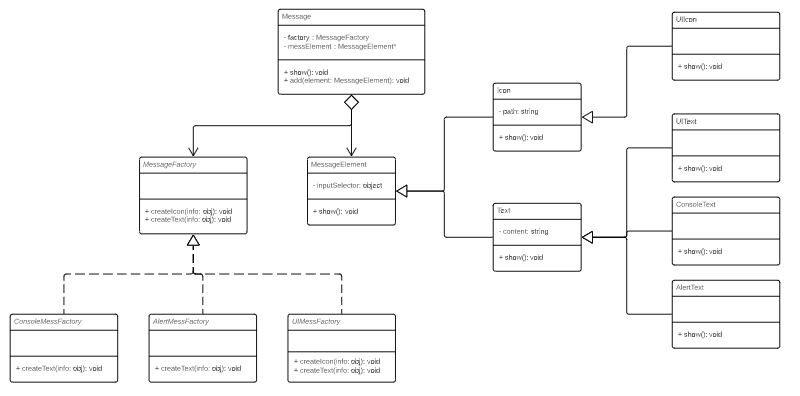 Message
- factory : MessageFactory
- messElement : MessageElement*
+ show(): void
+ add(element: MessageElement): void
UIIcon
+ show(): void
Icon
- path: string
+ show(): void
UIText
+ show(): void
MessageFactory
+ createIcon(info: obj): void
+ createText(info: obj): void
MessageElement
- inputSelector: object
+ show(): void
Text
- content: string
+ show(): void
ConsoleText
+ show(): void
AlertText
+ show(): void
ConsoleMessFactory
+ createText(info: obj): void
AlertMessFactory
+ createText(info: obj): void
UIMessFactory
+ createIcon(info: obj): void
+ createText(info: obj): void